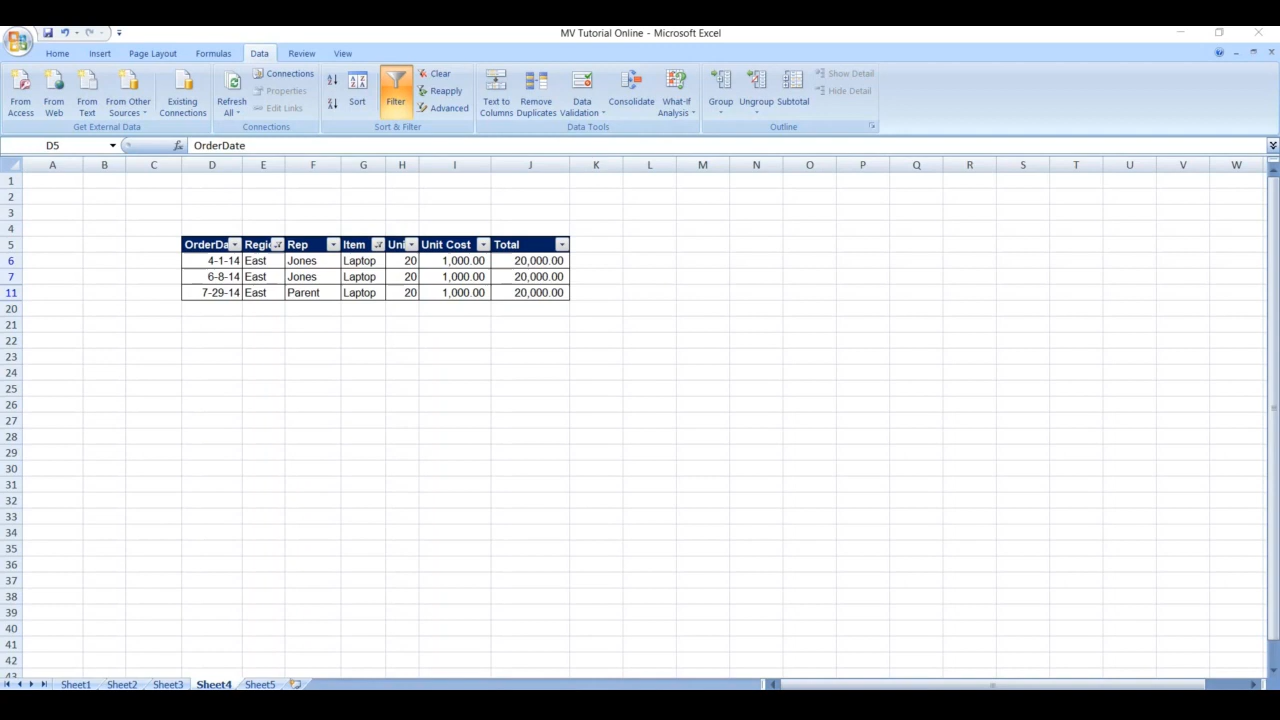 MV Tutorial Online - Microsoft Excel
Home Insert Page Layout Formulas Data Review View
From Access
From Web
From Text
From Other Sources
Existing Connections
Get External Data
Refresh All
Connections
Properties
Edit Links
Connections
Sort
Filter
Clear
Reapply
Advanced
Sort & Filter
Text to Columns
Remove Duplicates
Data Validation
Consolidate
What-If Analysis
Data Tools
Group
Ungroup
Subtotal
Show Detail
Hide Detail
Outline
D5 fx OrderDate
A B C D E F G H I J K L M N O P Q R S T U V W
1
2
3
4
5 OrderDa Regio Rep Item Uni Unit Cost Total
6 4-1-14 East Jones Laptop 20 1,000.00 20,000.00
7 6-8-14 East Jones Laptop 20 1,000.00 20,000.00
11 7-29-14 East Parent Laptop 20 1,000.00 20,000.00
20
21
22
23
24
25
26
27
28
29
30
31
32
33
34
35
36
37
38
39
40
41
42
43
Sheet1 Sheet2 Sheet3 Sheet4 Sheet5